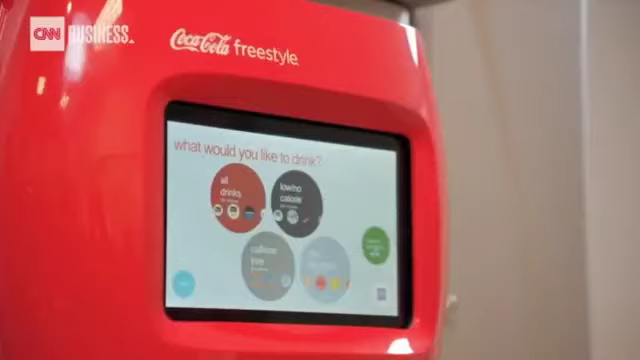 CNN BUSINESS
Coca-Cola freestyle
what would you like to drink?
all
drinks
low/no
calorie
caffeine
free